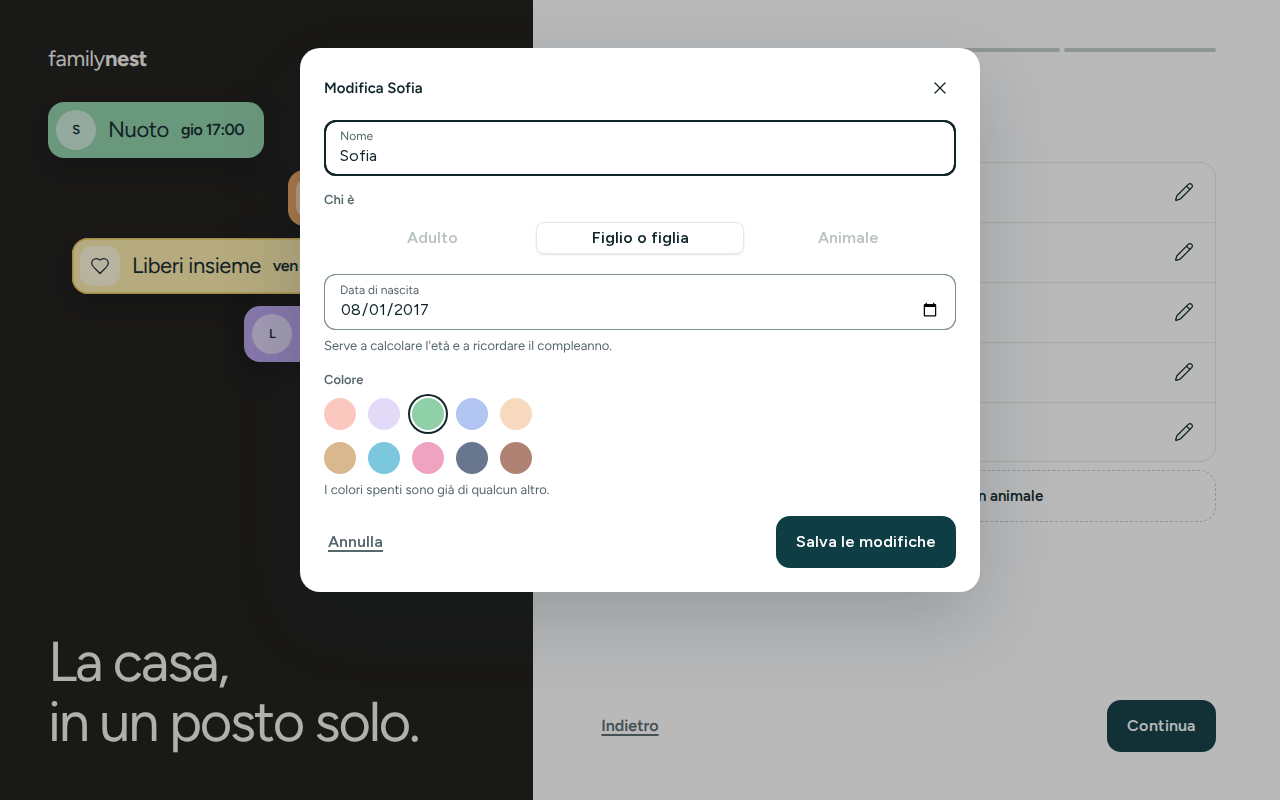 familynest
S Nuoto gio 17:00
Liberi insieme ven
L
Modifica Sofia
Nome
Sofia
Chi è
Adulto Figlio o figlia Animale
Data di nascita
08/01/2017
Serve a calcolare l'età e a ricordare il compleanno.
Colore
I colori spenti sono già di qualcun altro.
Annulla Salva le modifiche
n animale
La casa,
in un posto solo.
Indietro Continua